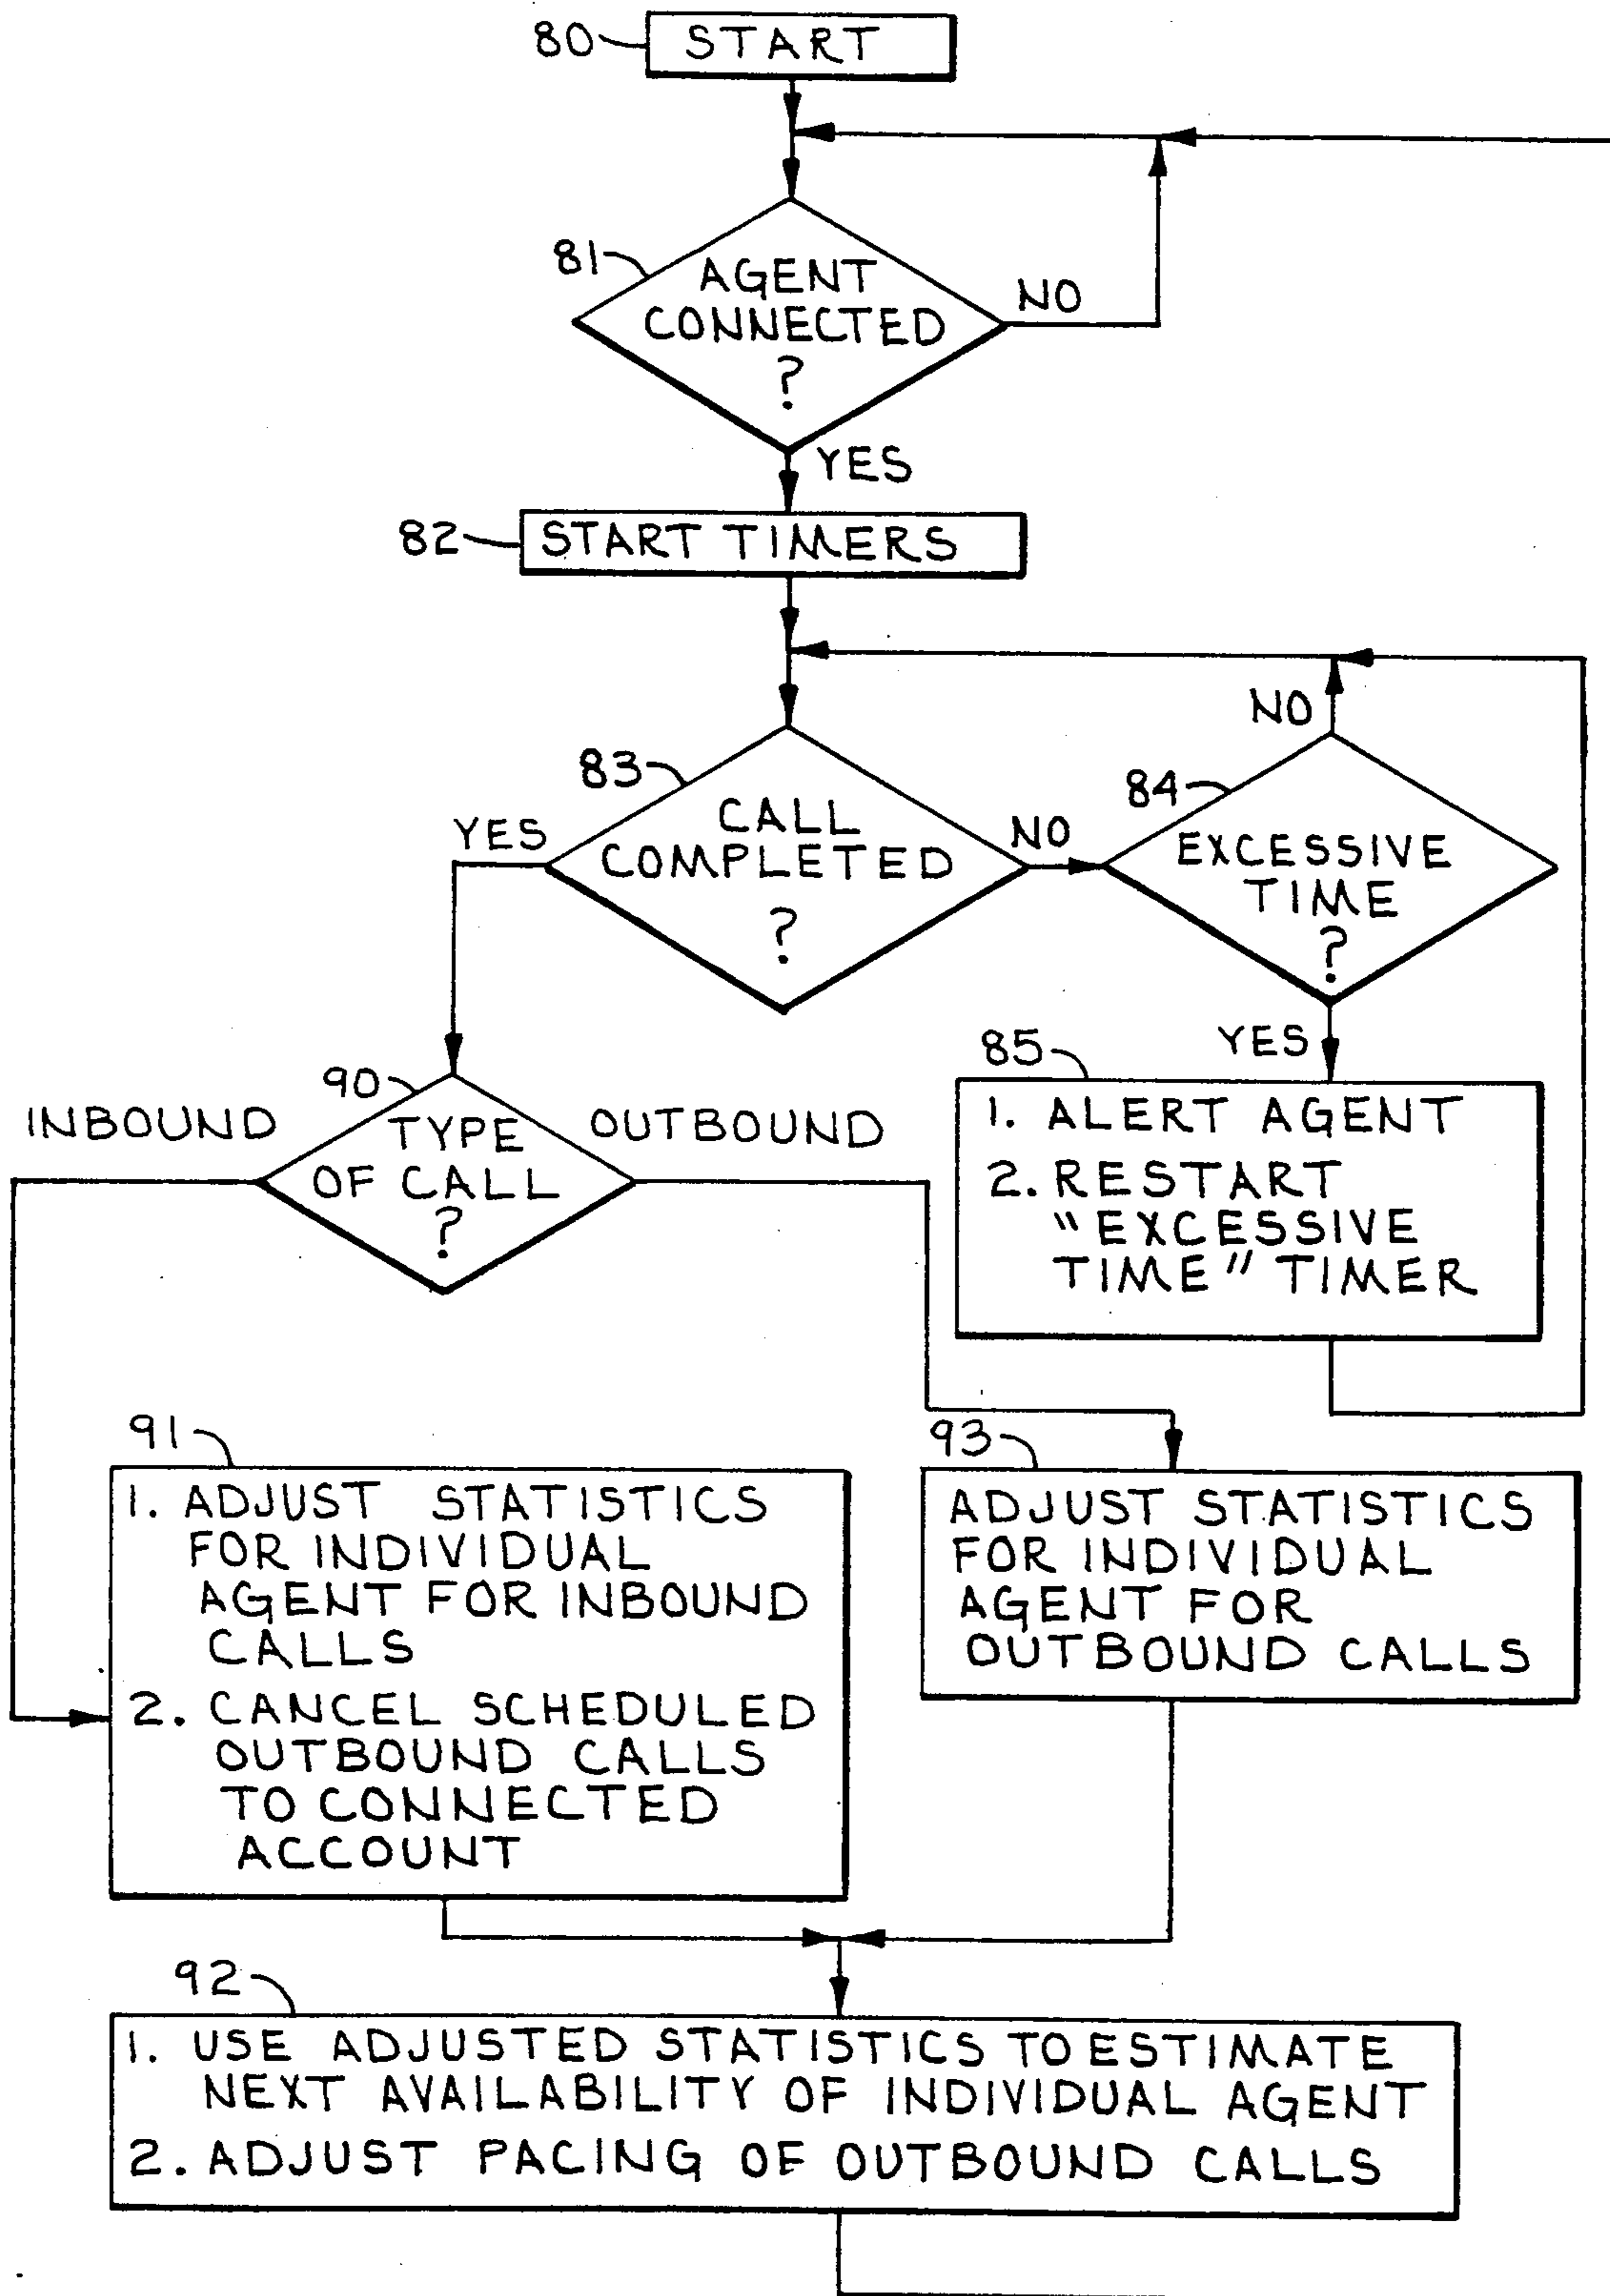 80
START
81
AGENT
CONNECTED
?
NO
YES
82
START TIMERS
83
CALL
COMPLETED
?
YES
NO
84
EXCESSIVE
TIME
?
NO
YES
85
1. ALERT AGENT
2. RESTART
"EXCESSIVE
TIME" TIMER
90
TYPE
OF CALL
?
INBOUND
OUTBOUND
91
1. ADJUST STATISTICS
FOR INDIVIDUAL
AGENT FOR INBOUND
CALLS
2. CANCEL SCHEDULED
OUTBOUND CALLS
TO CONNECTED
ACCOUNT
93
ADJUST STATISTICS
FOR INDIVIDUAL
AGENT FOR
OUTBOUND CALLS
92
1. USE ADJUSTED STATISTICS TO ESTIMATE
NEXT AVAILABILITY OF INDIVIDUAL AGENT
2. ADJUST PACING OF OUTBOUND CALLS